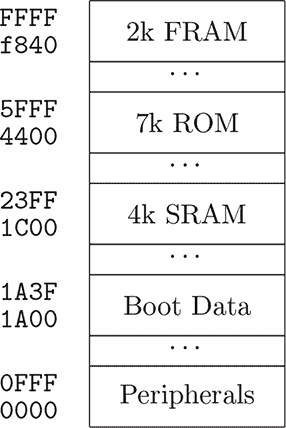 FFFF
f840
2k FRAM
...
5FFF
4400
7k ROM
...
23FF
1C00
4k SRAM
...
1A3F
1A00
Boot Data
...
0FFF
0000
Peripherals